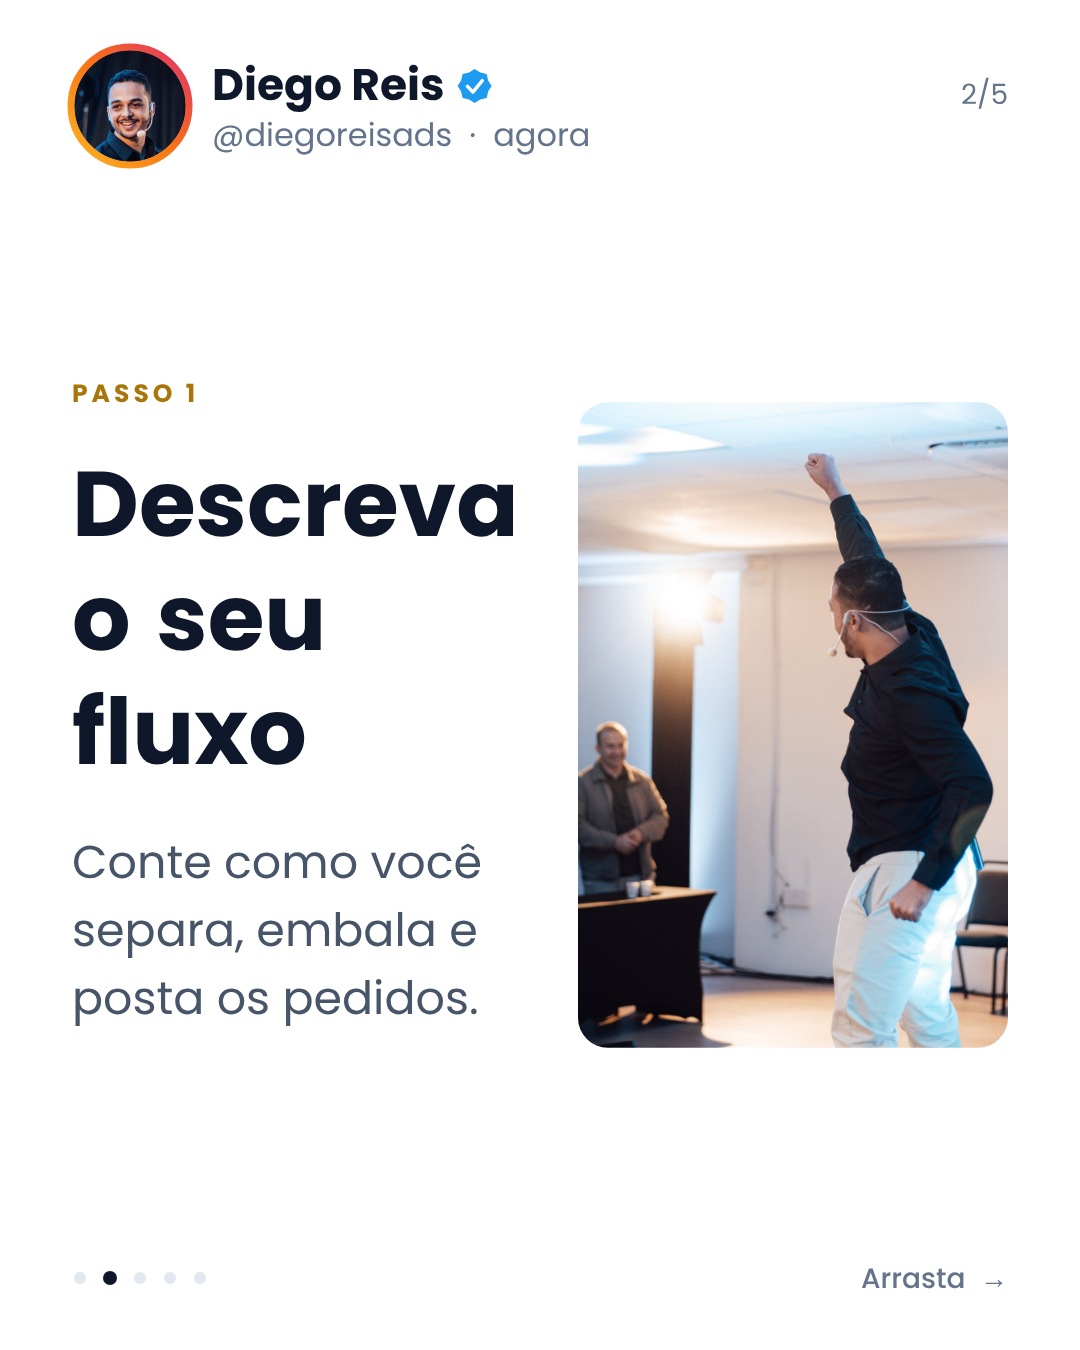 Diego Reis
@diegoreisads · agora
2/5
PASSO 1
Descreva
o seu
fluxo
Conte como você
separa, embala e
posta os pedidos.
Arrasta →